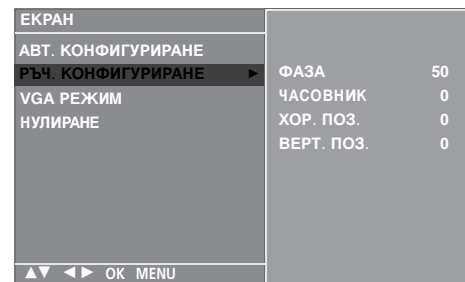 ЕКРАН
АВТ. КОНФИГУРИРАНЕ
РЪЧ. КОНФИГУРИРАНЕ ►
VGA РЕЖИМ
НУЛИРАНЕ
ФАЗА 50
ЧАСОВНИК 0
ХОР. ПОЗ. 0
ВЕРТ. ПОЗ. 0
▲▼ ◄► OK MENU